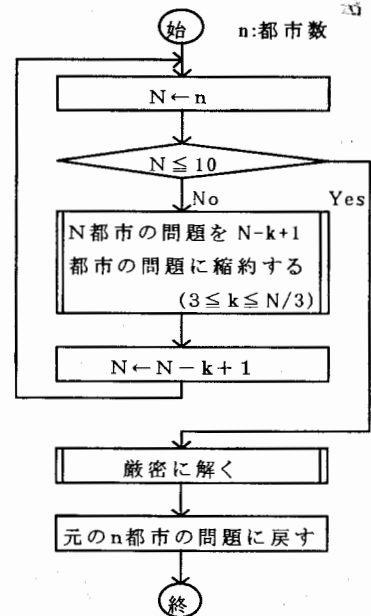 始
n:都市数
N←n
N≦10
No
Yes
N都市の問題をN-k+1
都市の問題に縮約する
(3≦k≦N/3)
N←N-k+1
厳密に解く
元のn都市の問題に戻す
終